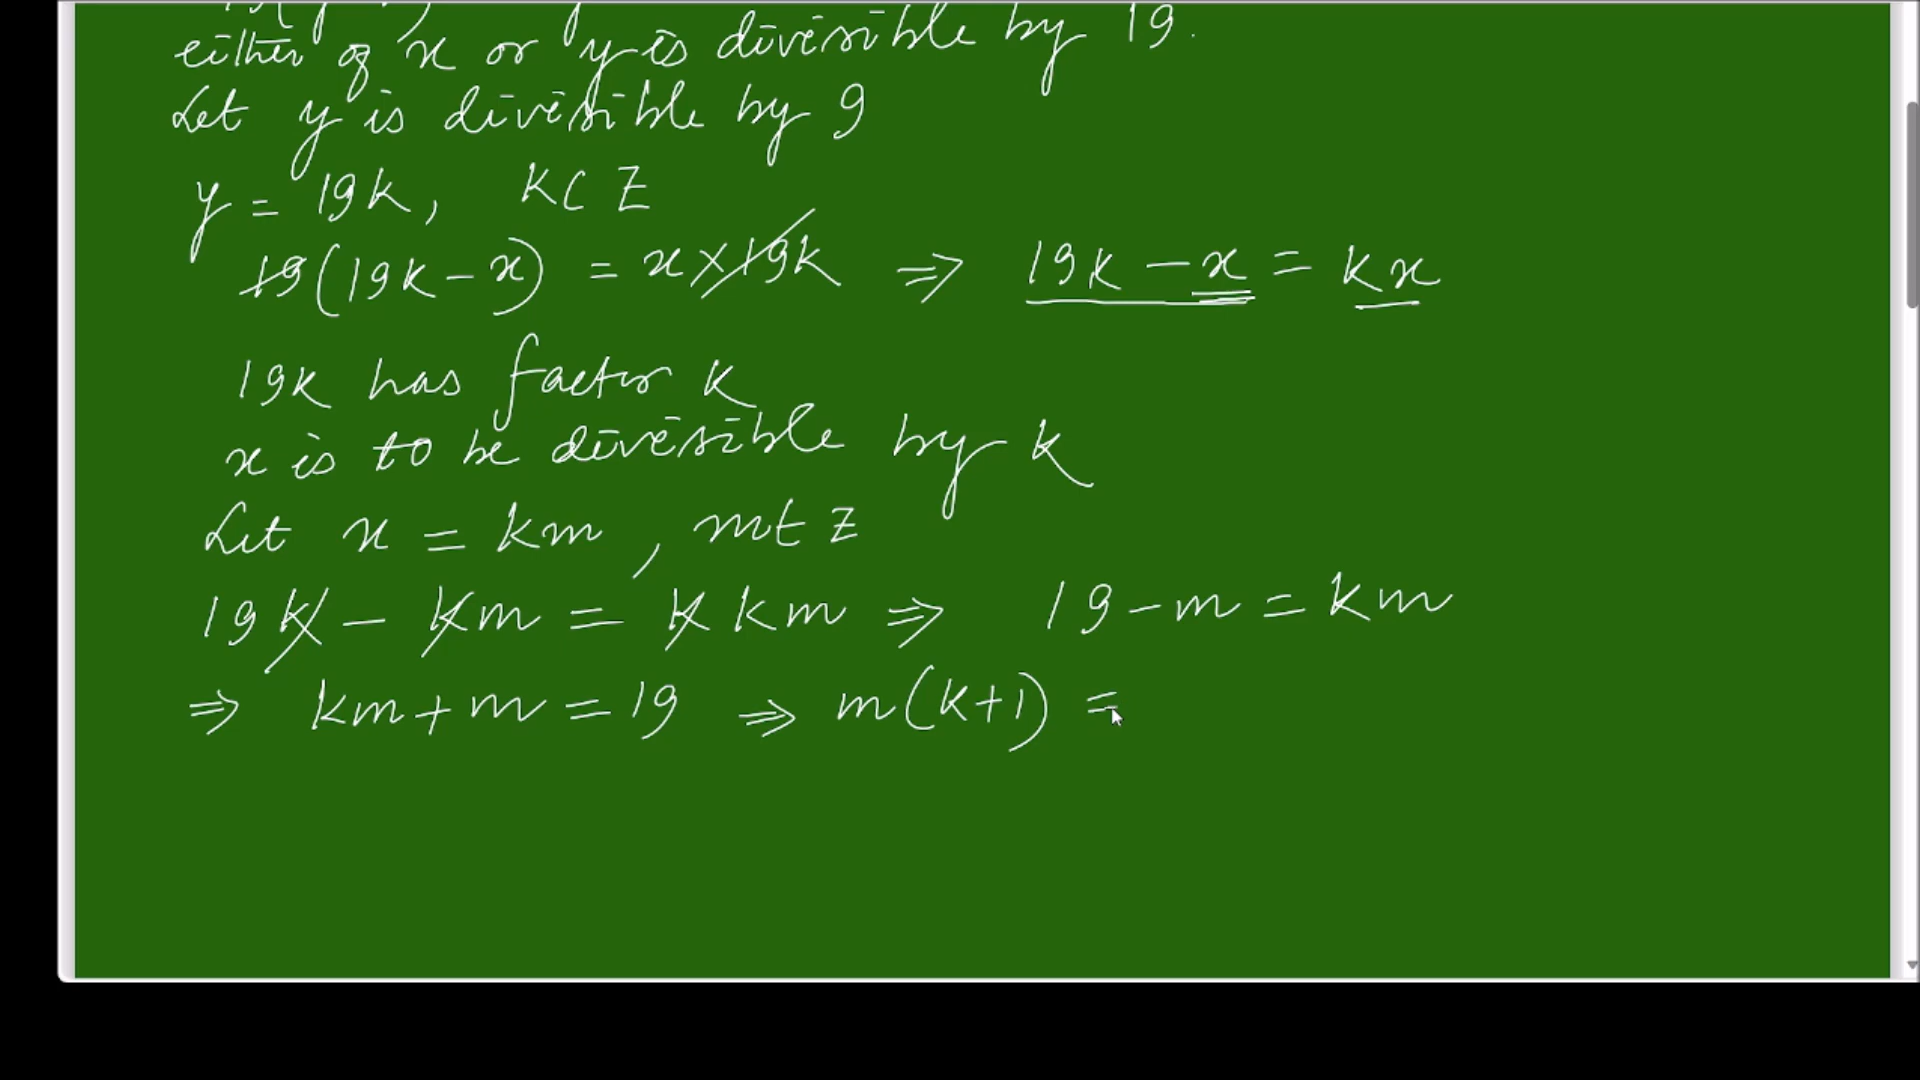 either of x or y is divisible by 19.
Let y is divisible by 9
y = 19k, k ∈ Z
19(19k - x) = x × 19k ⇒ 19k - x = kx
19k has factor k
x is to be divisible by k
Let x = km, m ∈ Z
19k - km = k km ⇒ 19 - m = km
⇒ km + m = 19 ⇒ m(k+1) =